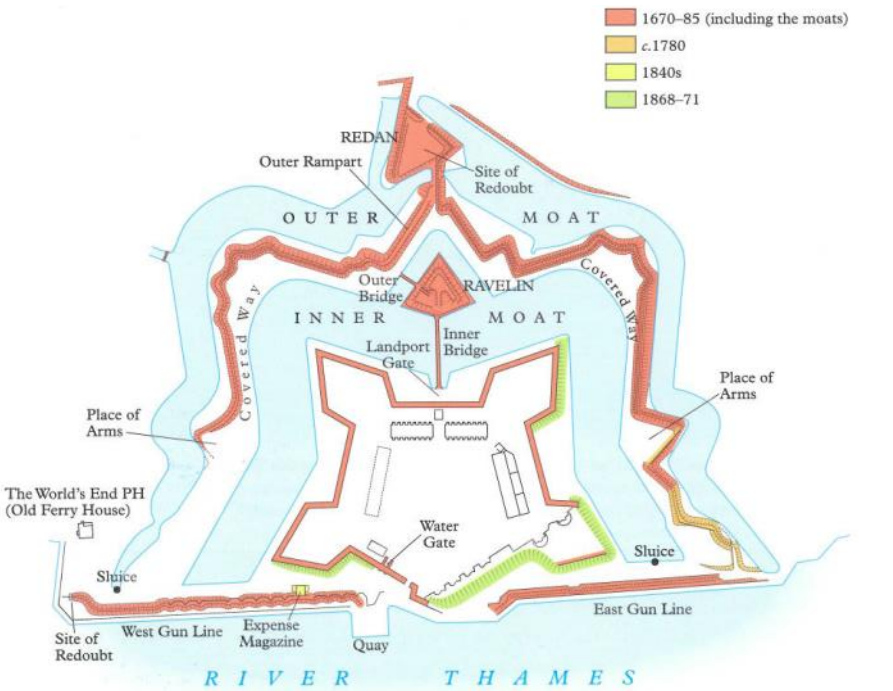 1670–85 (including the moats)
c.1780
1840s
1868–71
REDAN
Outer Rampart
Site of
Redoubt
OUTER
MOAT
Covered Way
Covered Way
Outer
Bridge
RAVELIN
INNER
MOAT
Landport
Gate
Inner
Bridge
Place of
Arms
Place of
Arms
The World's End PH
(Old Ferry House)
Water
Gate
Sluice
Sluice
Site of
Redoubt
West Gun Line
Expense
Magazine
Quay
East Gun Line
RIVER THAMES